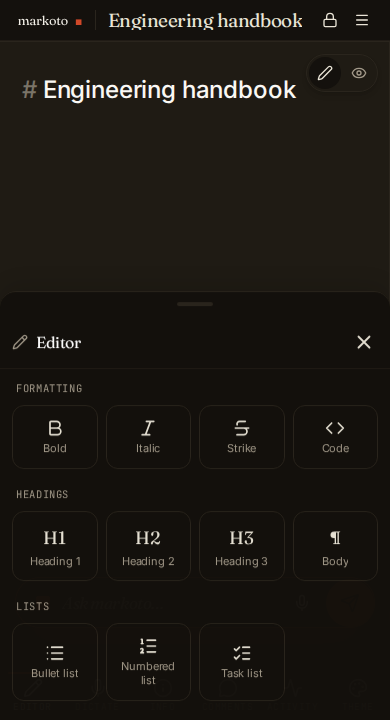 markoto
Engineering handbook
# Engineering handbook
Editor
FORMATTING
Bold
Italic
Strike
Code
HEADINGS
H1
H2
H3
¶
Heading 1
Heading 2
Heading 3
Body
LISTS
Bullet list
Numbered
list
Task list